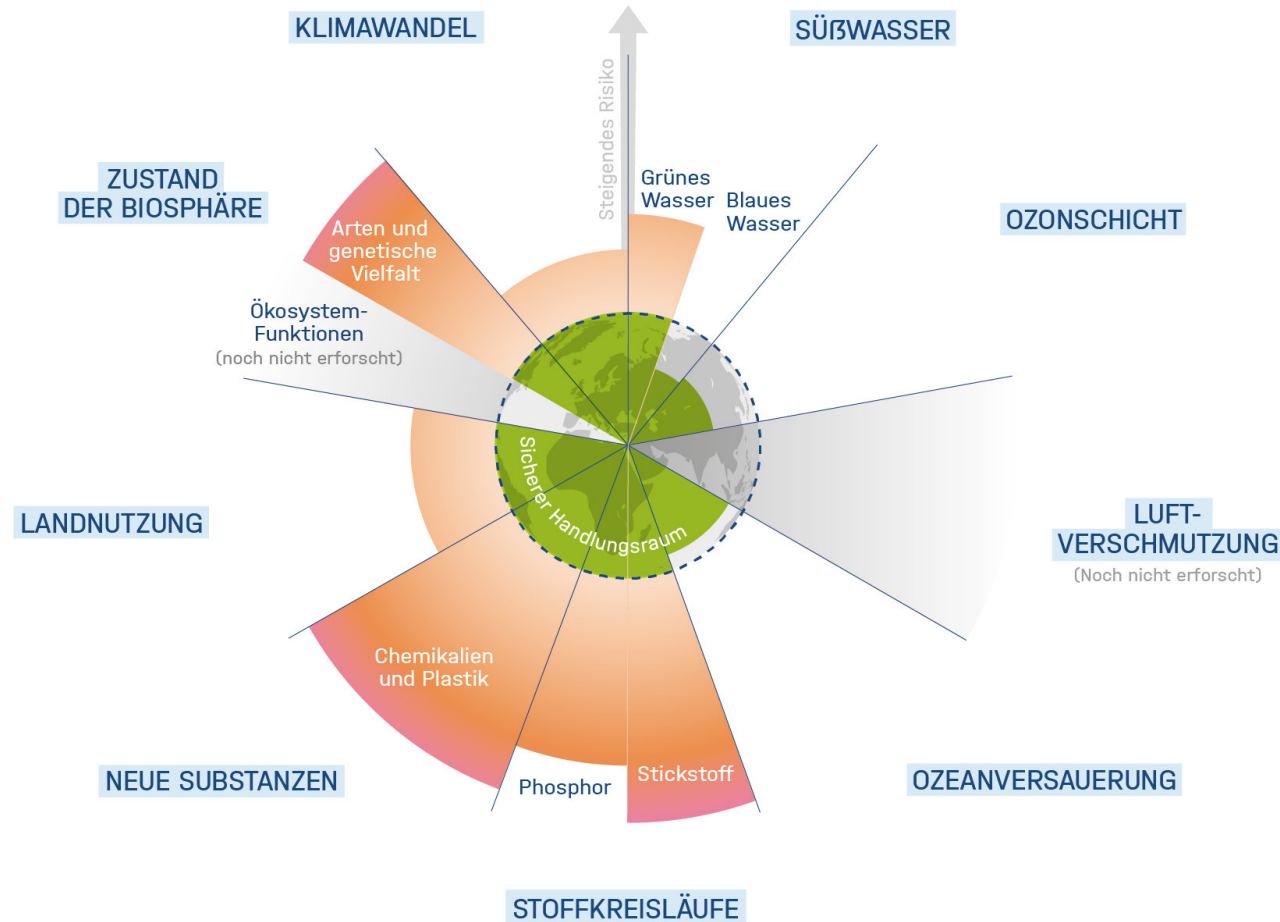 KLIMAWANDEL
SÜẞWASSER
Steigendes Risiko
ZUSTAND
DER BIOSPHÄRE
Grünes
Wasser
Blaues
Wasser
OZONSCHICHT
Arten und
genetische
Vielfalt
Ökosystem-
Funktionen
(noch nicht erforscht)
Sicherer Handlungsraum
LANDNUTZUNG
LUFT-
VERSCHMUTZUNG
(Noch nicht erforscht)
Chemikalien
und Plastik
NEUE SUBSTANZEN
Phosphor
Stickstoff
OZEANVERSAUERUNG
STOFFKREISLÄUFE